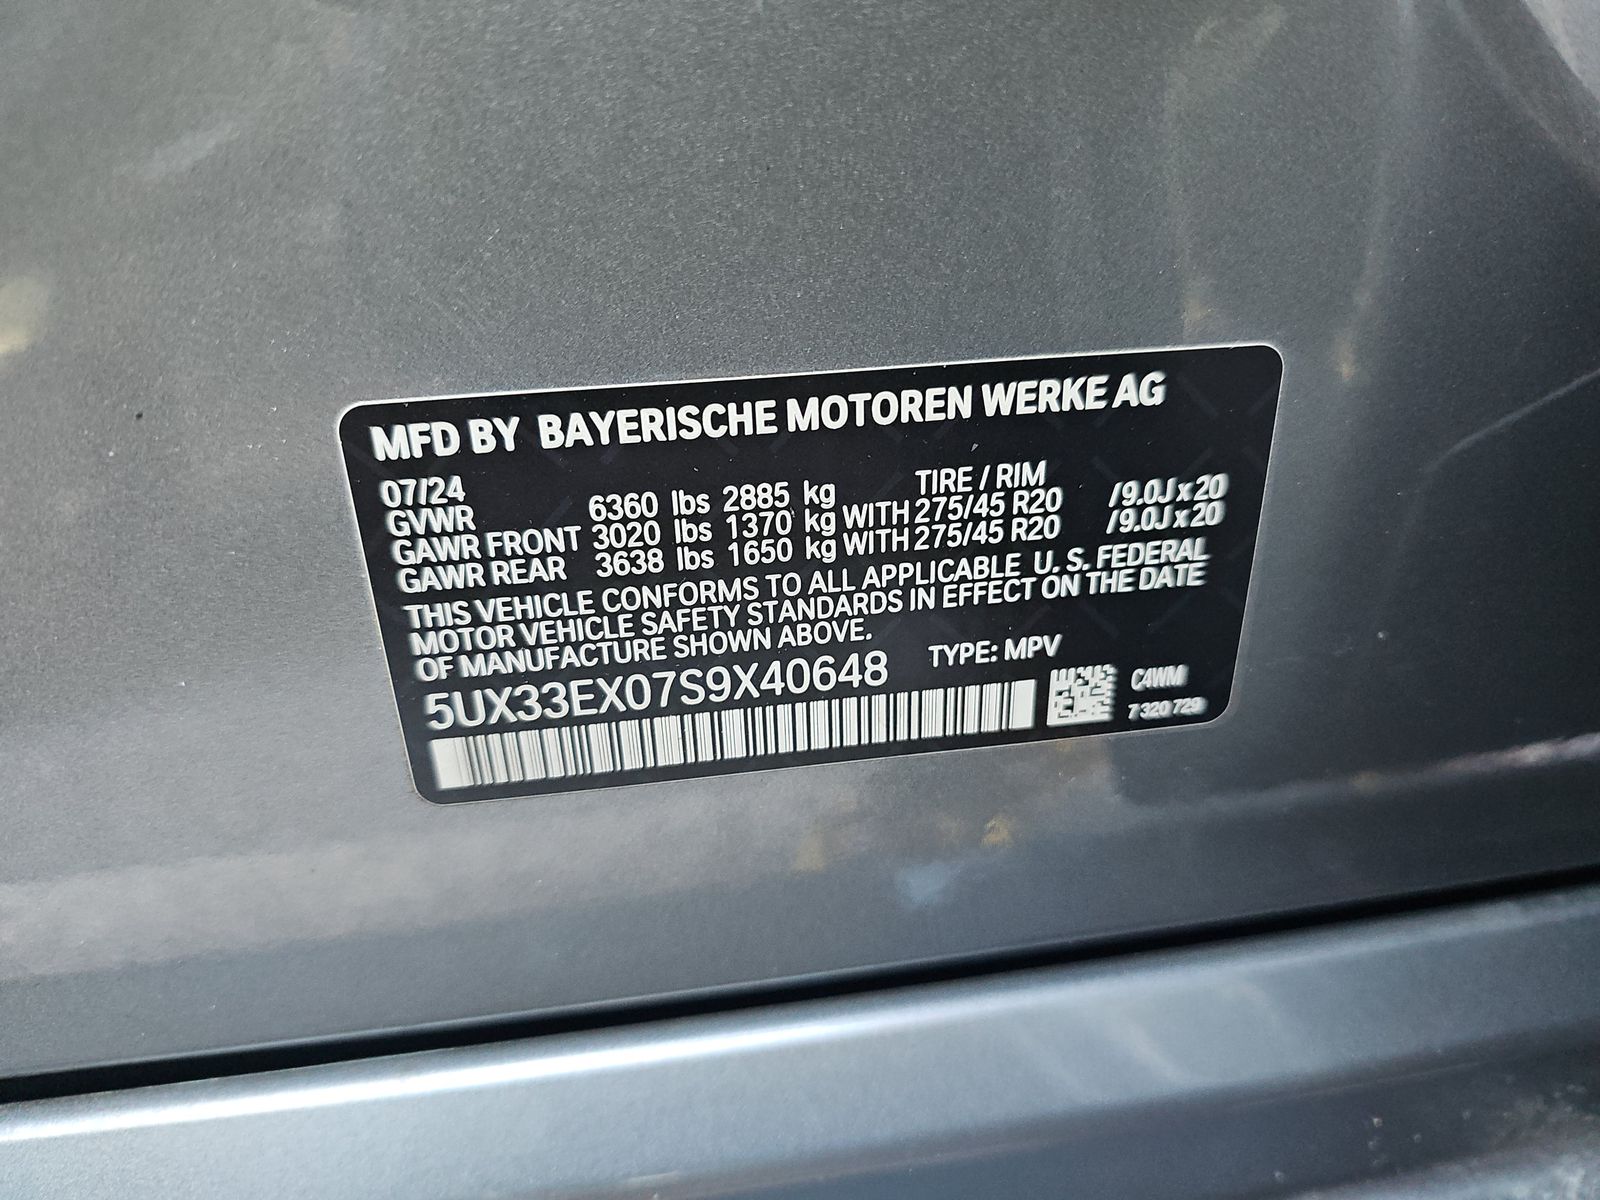 MFD BY BAYERISCHE MOTOREN WERKE AG
07/24 TIRE / RIM
GVWR 6360 lbs 2885 kg
GAWR FRONT 3020 lbs 1370 kg WITH 275/45 R20 /9.0J x 20
GAWR REAR 3638 lbs 1650 kg WITH 275/45 R20 /9.0J x 20
THIS VEHICLE CONFORMS TO ALL APPLICABLE U. S. FEDERAL
MOTOR VEHICLE SAFETY STANDARDS IN EFFECT ON THE DATE
OF MANUFACTURE SHOWN ABOVE.
5UX33EX07S9X40648 TYPE: MPV
C4WM
7 320 729